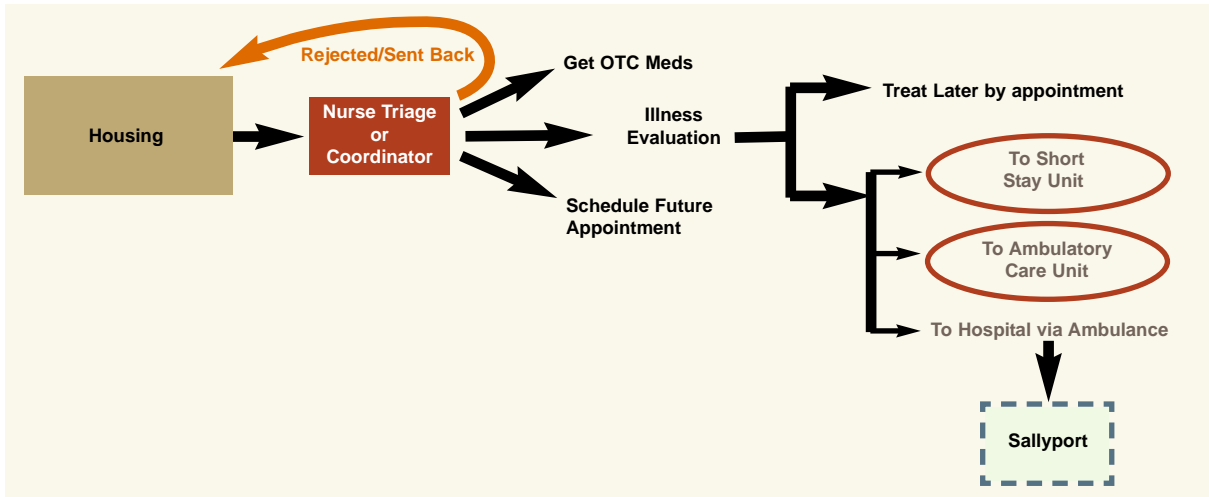 Rejected/Sent Back
Housing
Nurse Triage
or
Coordinator
Get OTC Meds
Illness
Evaluation
Schedule Future
Appointment
Treat Later by appointment
To Short
Stay Unit
To Ambulatory
Care Unit
To Hospital via Ambulance
Sallyport